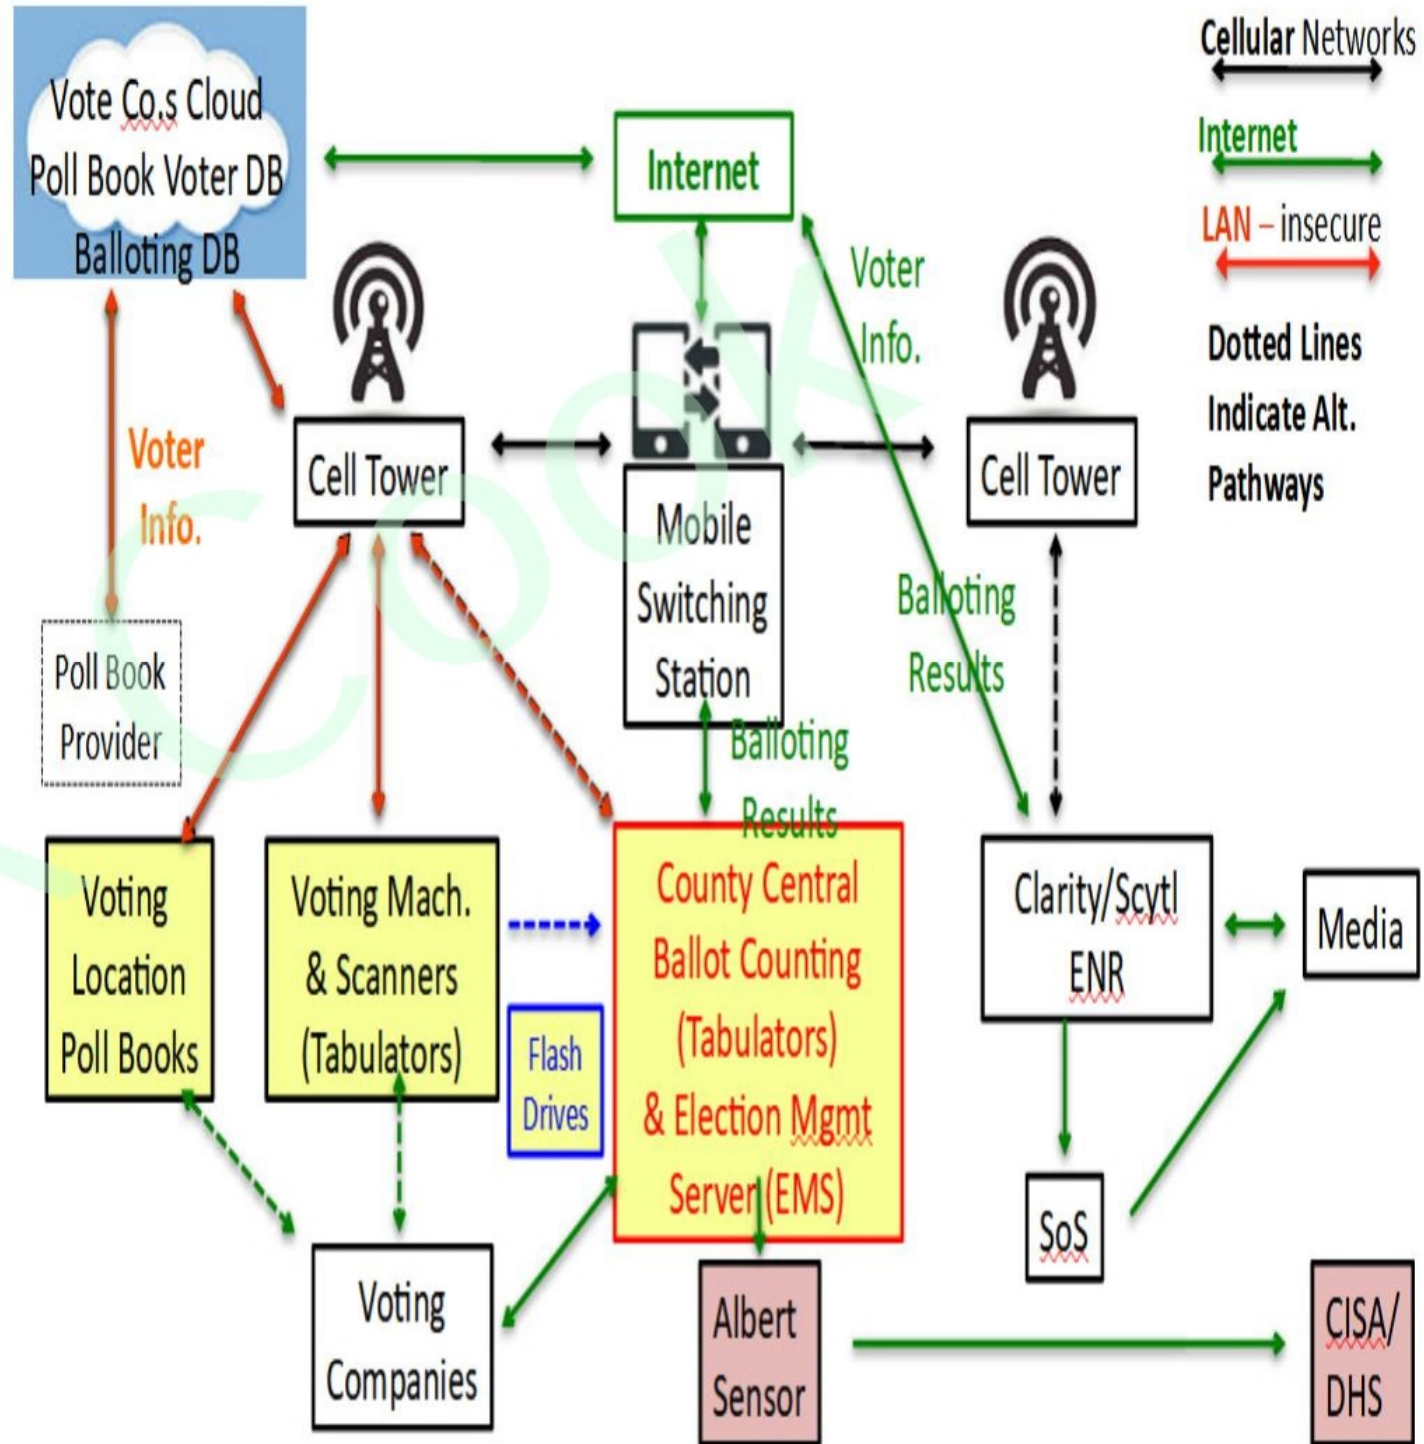 Vote Co.s Cloud
Poll Book Voter DB
Balloting DB
Internet
Cellular Networks
Internet
LAN – insecure
Dotted Lines
Indicate Alt.
Pathways
Voter
Info.
Voter
Info.
Cell Tower
Mobile
Switching
Station
Cell Tower
Balloting
Results
Balloting
Results
Poll Book
Provider
Voting
Location
Poll Books
Voting Mach.
& Scanners
(Tabulators)
Flash
Drives
County Central
Ballot Counting
(Tabulators)
& Election Mgmt
Server (EMS)
Clarity/Scytl
ENR
Media
SoS
Voting
Companies
Albert
Sensor
CISA/
DHS
Cook